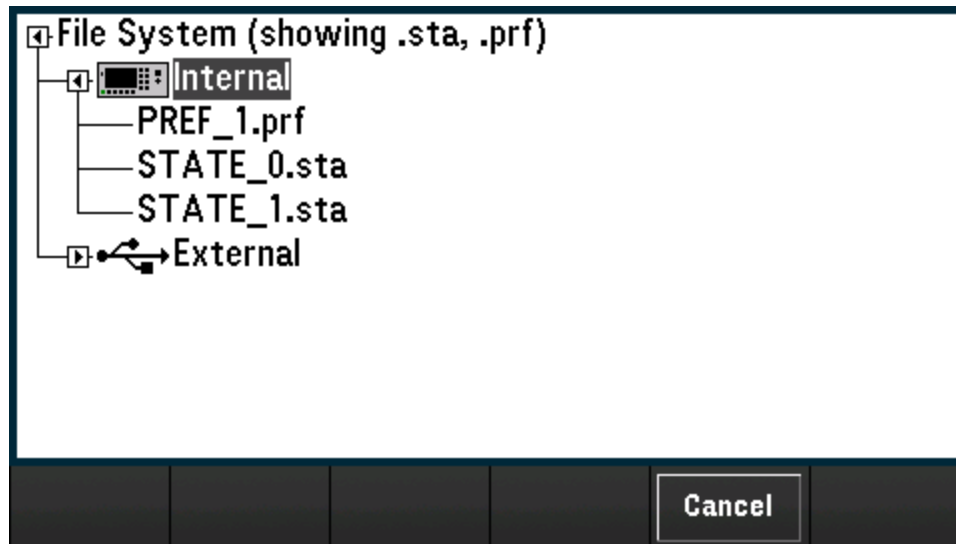 File System (showing .sta, .prf)
Internal
PREF_1.prf
STATE_0.sta
STATE_1.sta
External
Cancel